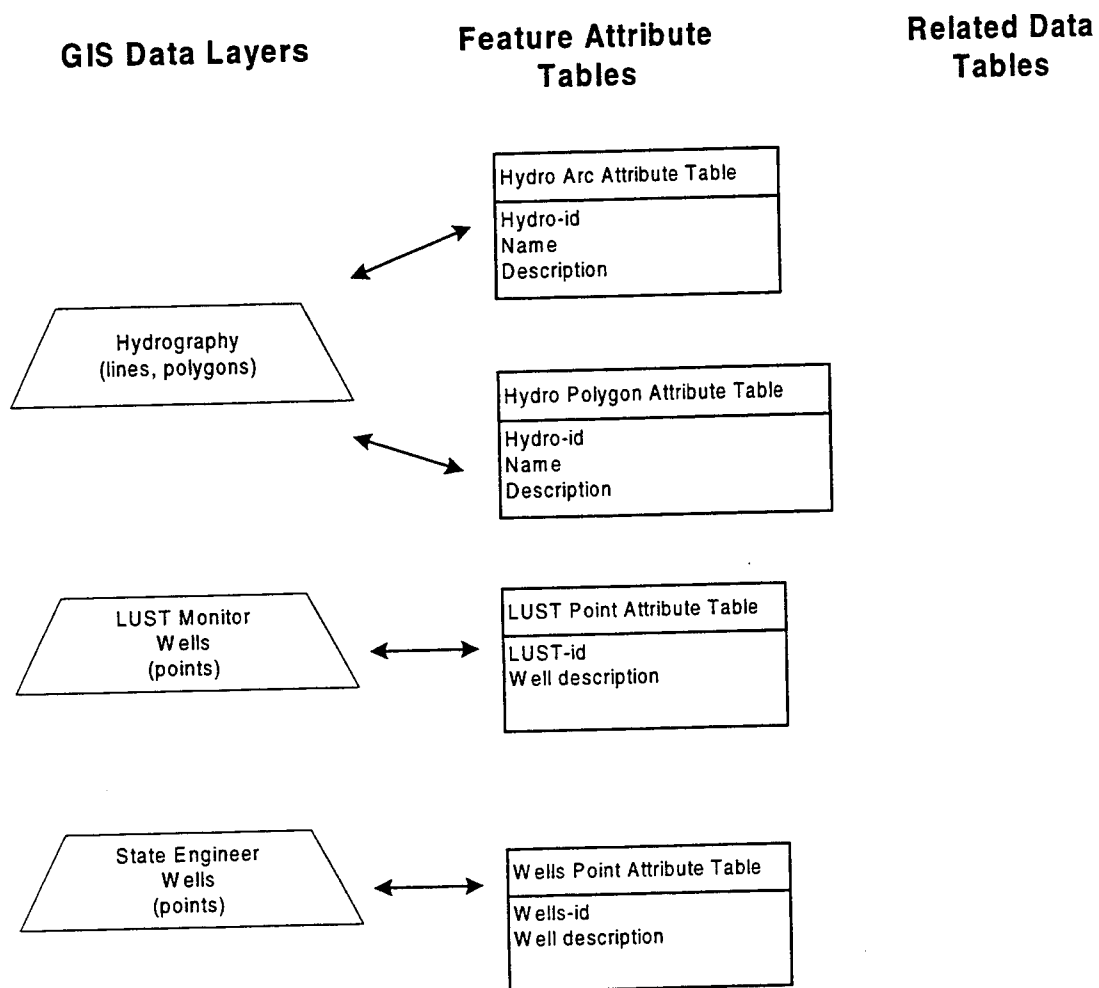 GIS Data Layers
Feature Attribute
Tables
Related Data
Tables
Hydro Arc Attribute Table
Hydro-id
Name
Description
Hydrography
(lines, polygons)
Hydro Polygon Attribute Table
Hydro-id
Name
Description
LUST Monitor
Wells
(points)
LUST Point Attribute Table
LUST-id
Well description
State Engineer
Wells
(points)
Wells Point Attribute Table
Wells-id
Well description